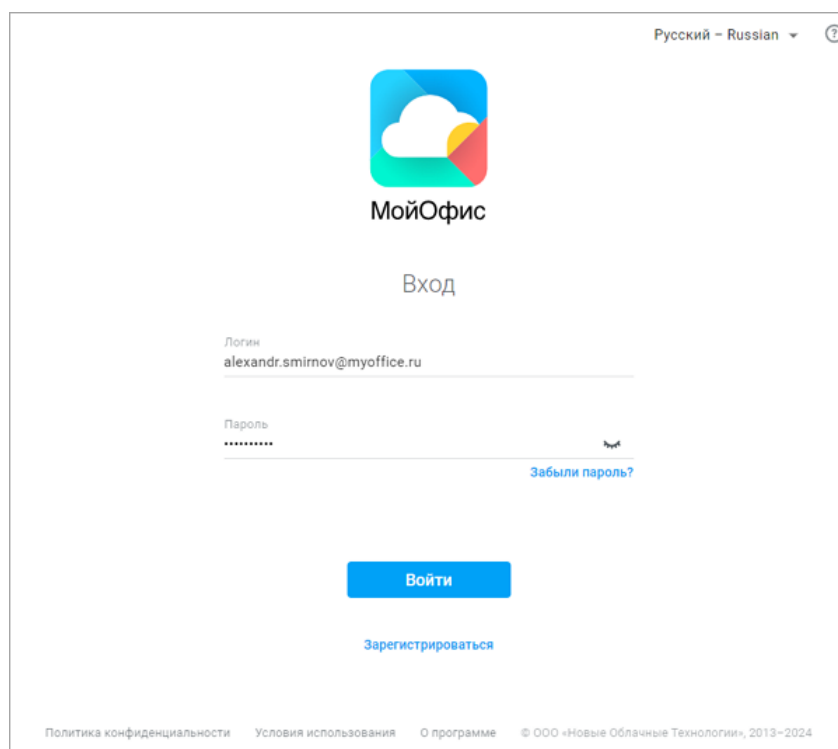 Русский – Russian
МойОфис
Вход
Логин
alexandr.smirnov@myoffice.ru
Пароль
••••••••••
Забыли пароль?
Войти
Зарегистрироваться
Политика конфиденциальности Условия использования О программе © ООО «Новые Облачные Технологии», 2013–2024